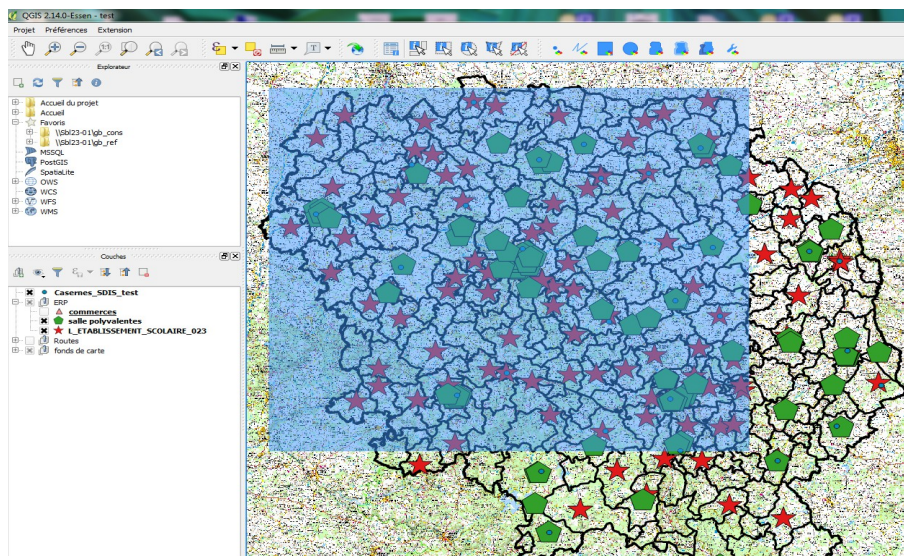 QGIS 2.14.0-Essen - test
Projet Préférences Extension
Explorateur
Accueil du projet
Accueil
Favoris
\\Sbl23-01\gb_cons
\\Sbl23-01\gb_ref
MSSQL
PostGIS
SpatiaLite
OWS
WCS
WFS
WMS
Couches
Casernes_SDIS_test
ERP
commerces
salle polyvalentes
L_ETABLISSEMENT_SCOLAIRE_023
Routes
fonds de carte